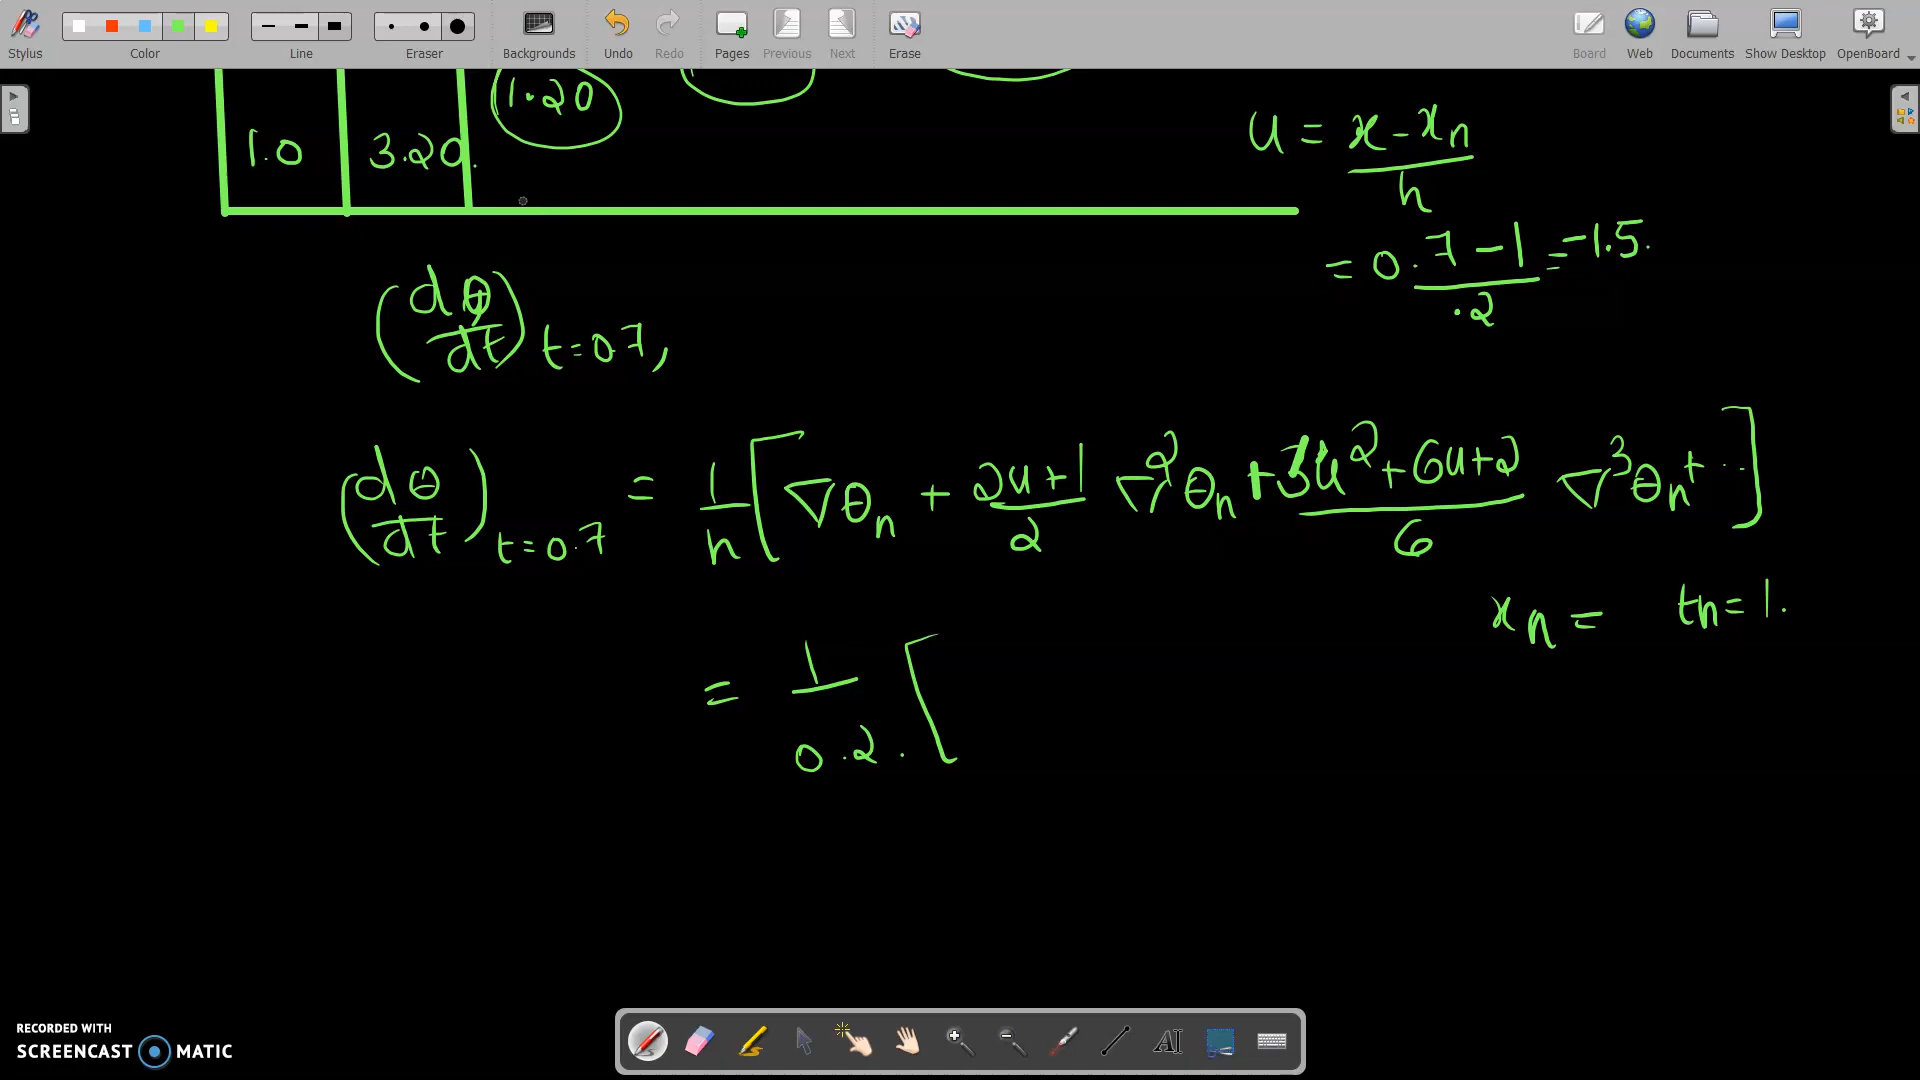 Stylus Color Line Eraser Backgrounds Undo Redo Pages Previous Next Erase Board Web Documents Show Desktop OpenBoard
1.20
1.0 3.20.
u = (x - xn)/h
= (0.7 - 1)/.2 = -1.5.
(dθ/dt) t=0.7,
(dθ/dt) t=0.7 = 1/h [ ∇θn + (2u+1)/2 ∇²θn + (3u²+6u+2)/6 ∇³θn + ... ]
xn = tn = 1.
= 1/0.2. [
RECORDED WITH
SCREENCAST MATIC
AI